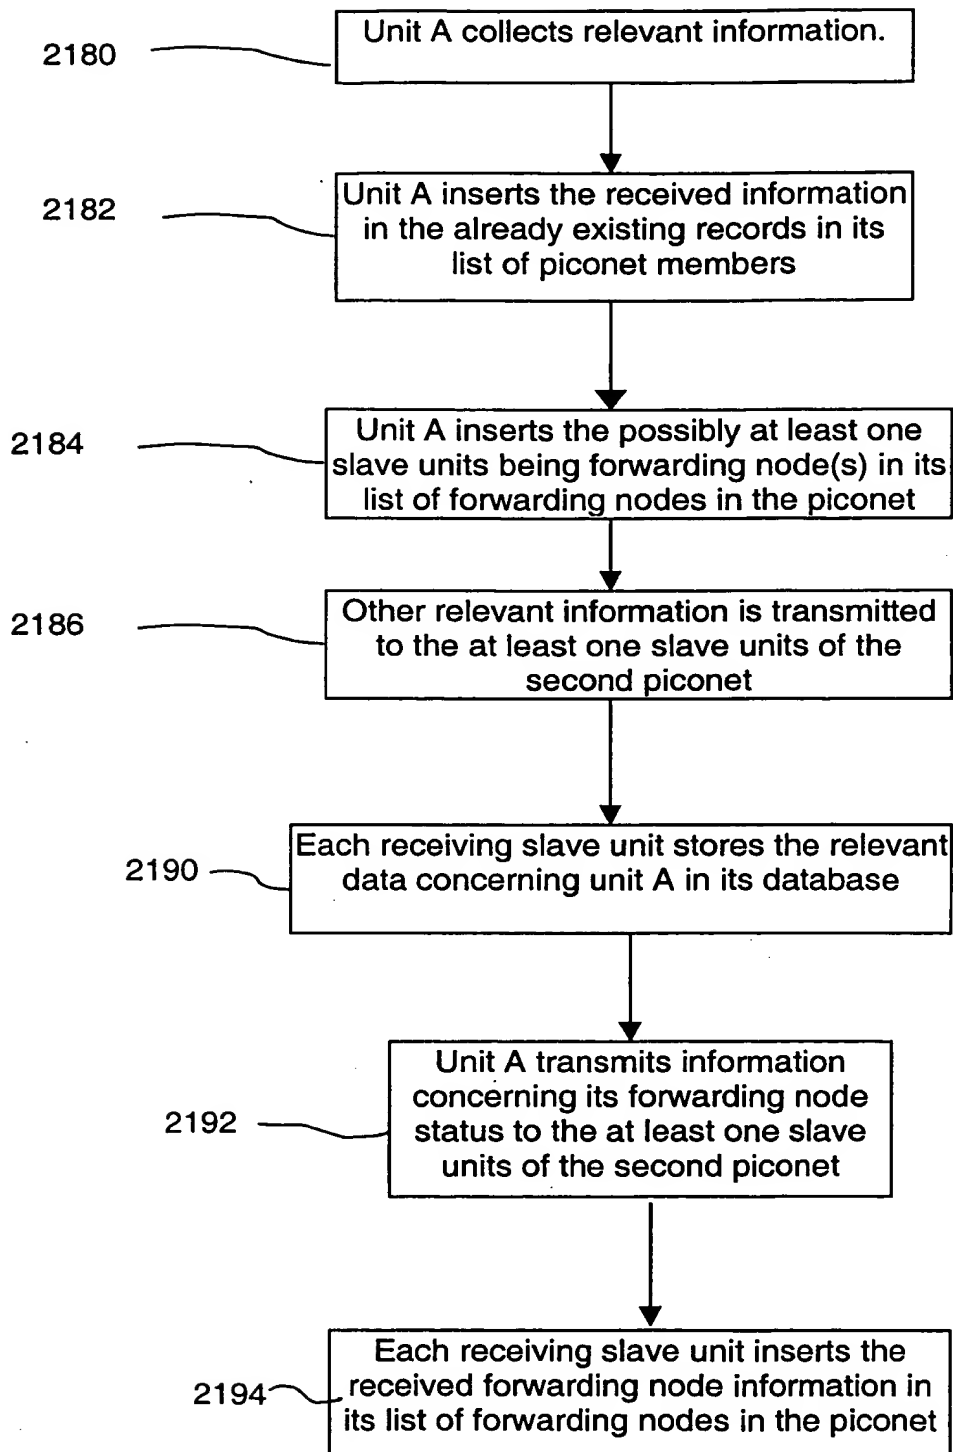 Unit A collects relevant information.
2180
Unit A inserts the received information
in the already existing records in its
list of piconet members
2182
Unit A inserts the possibly at least one
slave units being forwarding node(s) in its
list of forwarding nodes in the piconet
2184
Other relevant information is transmitted
to the at least one slave units of the
second piconet
2186
Each receiving slave unit stores the relevant
data concerning unit A in its database
2190
Unit A transmits information
concerning its forwarding node
status to the at least one slave
units of the second piconet
2192
Each receiving slave unit inserts the
received forwarding node information in
its list of forwarding nodes in the piconet
2194